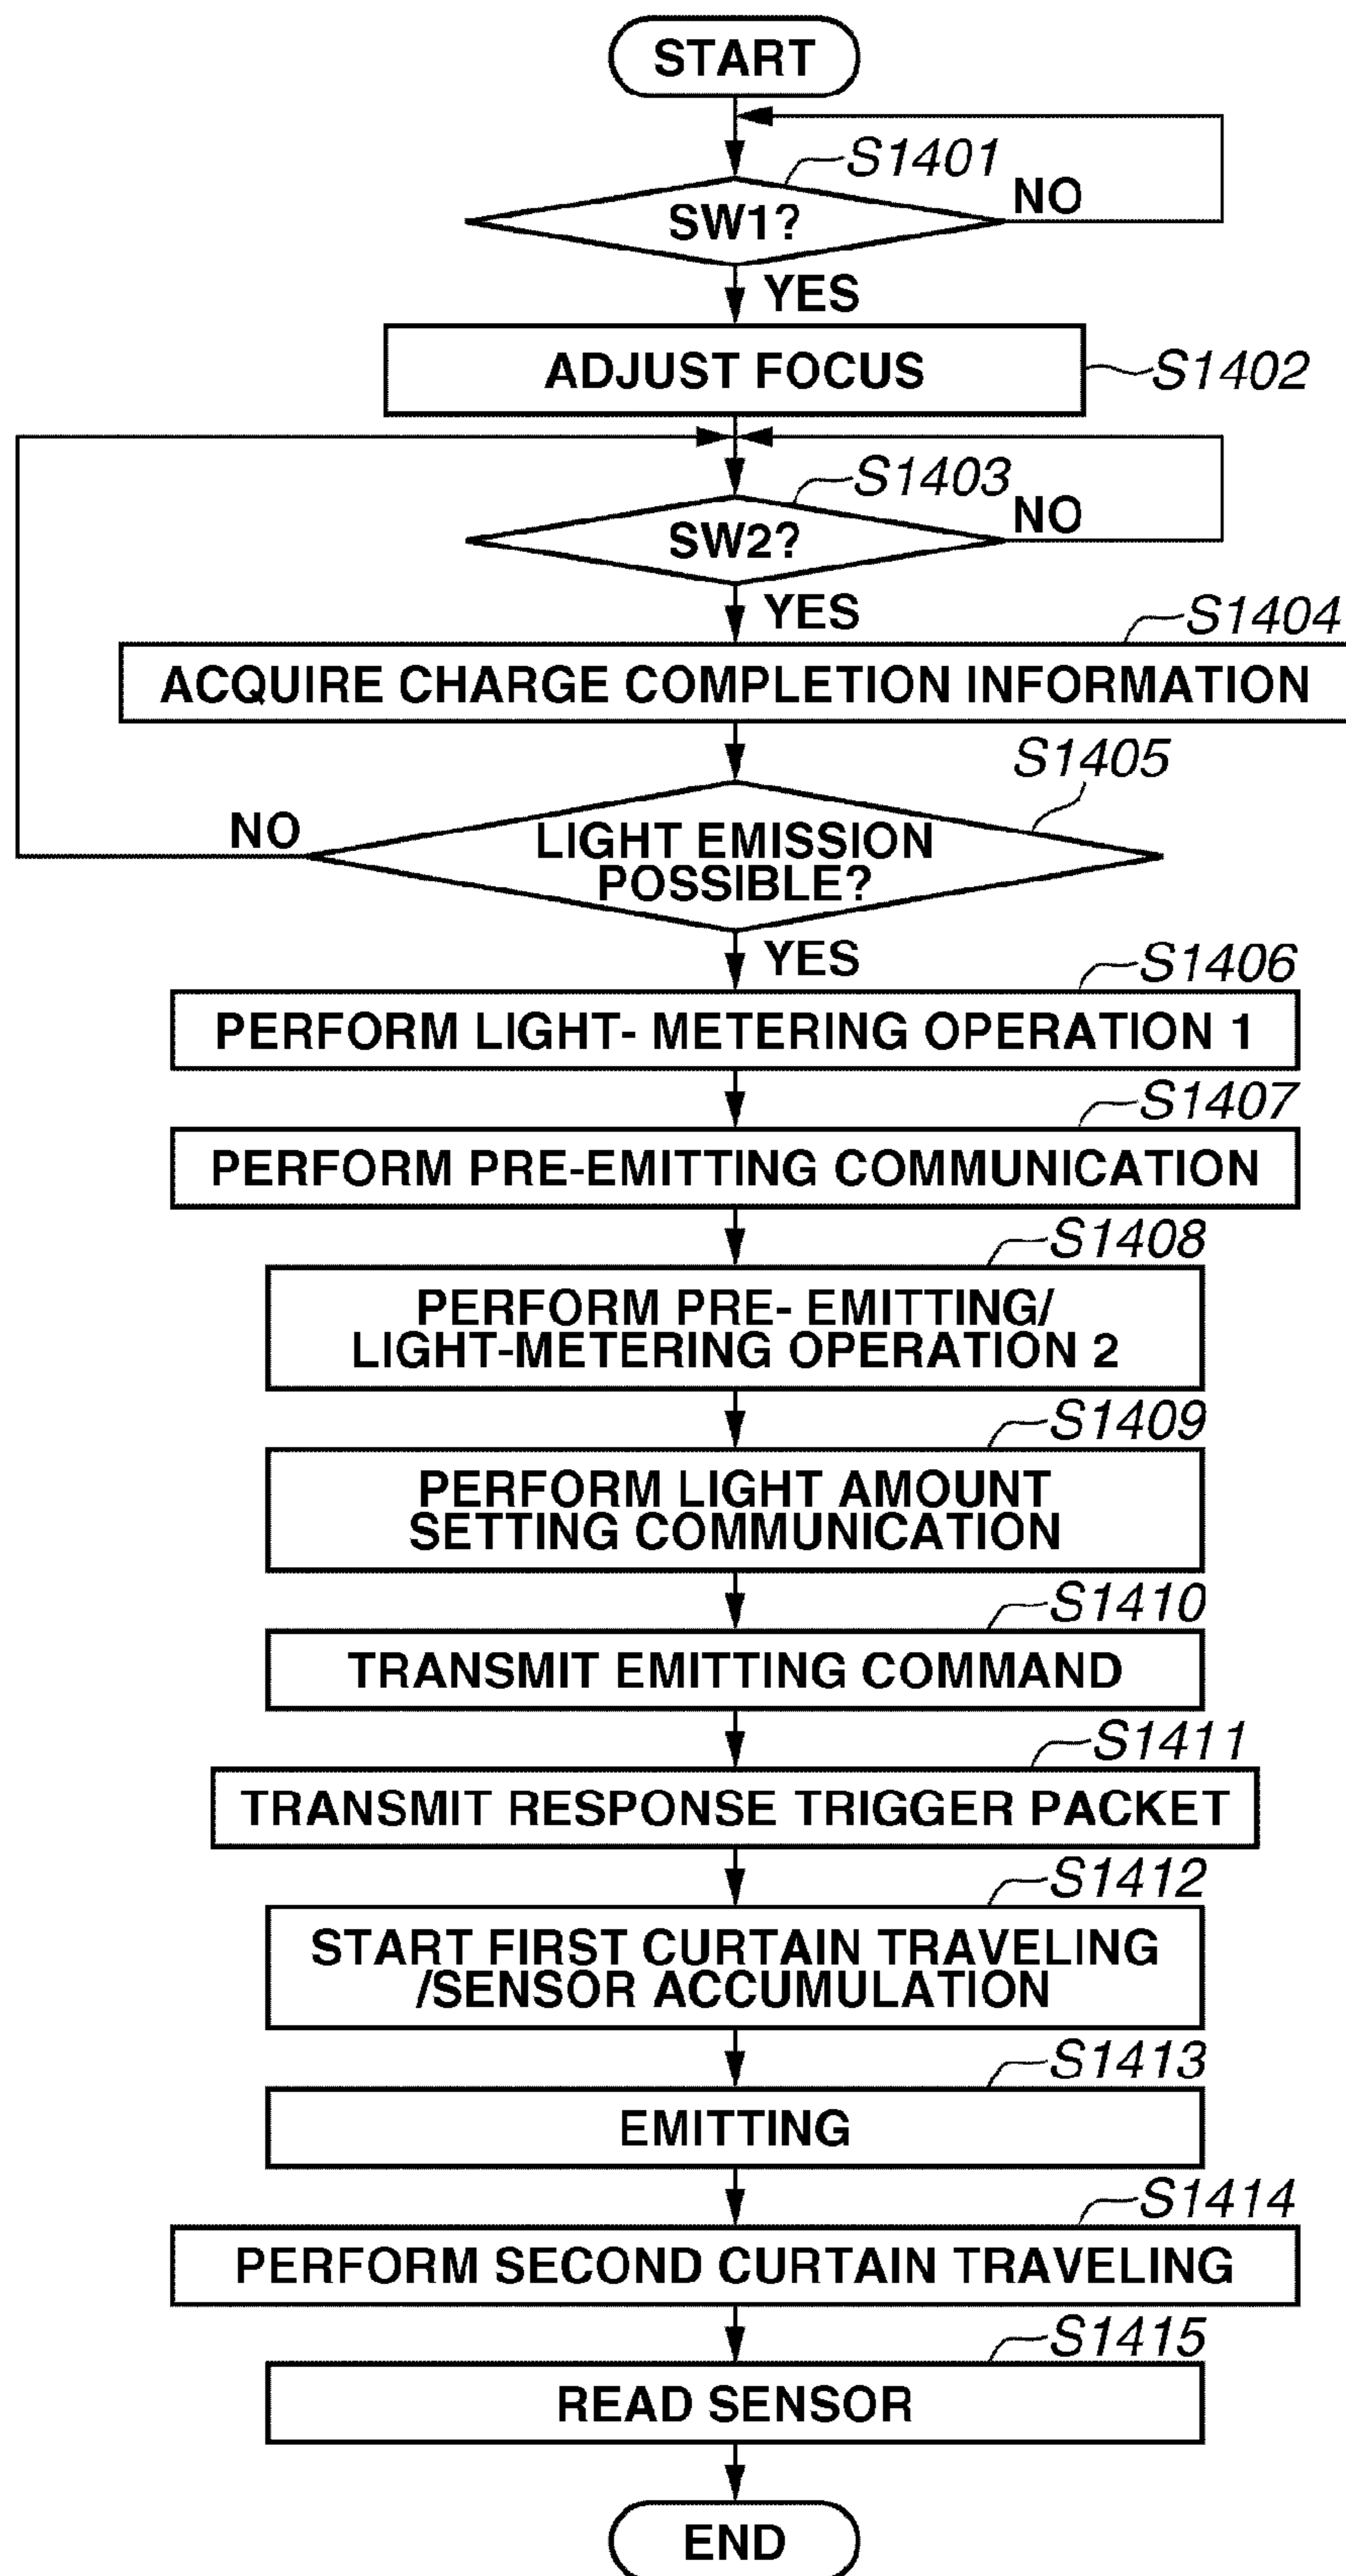 START
S1401
SW1?
NO
YES
ADJUST FOCUS
S1402
S1403
SW2?
NO
YES
S1404
ACQUIRE CHARGE COMPLETION INFORMATION
S1405
NO
LIGHT EMISSION
POSSIBLE?
YES
S1406
PERFORM LIGHT- METERING OPERATION 1
S1407
PERFORM PRE-EMITTING COMMUNICATION
S1408
PERFORM PRE- EMITTING/
LIGHT-METERING OPERATION 2
S1409
PERFORM LIGHT AMOUNT
SETTING COMMUNICATION
S1410
TRANSMIT EMITTING COMMAND
S1411
TRANSMIT RESPONSE TRIGGER PACKET
S1412
START FIRST CURTAIN TRAVELING
/SENSOR ACCUMULATION
S1413
EMITTING
S1414
PERFORM SECOND CURTAIN TRAVELING
S1415
READ SENSOR
END